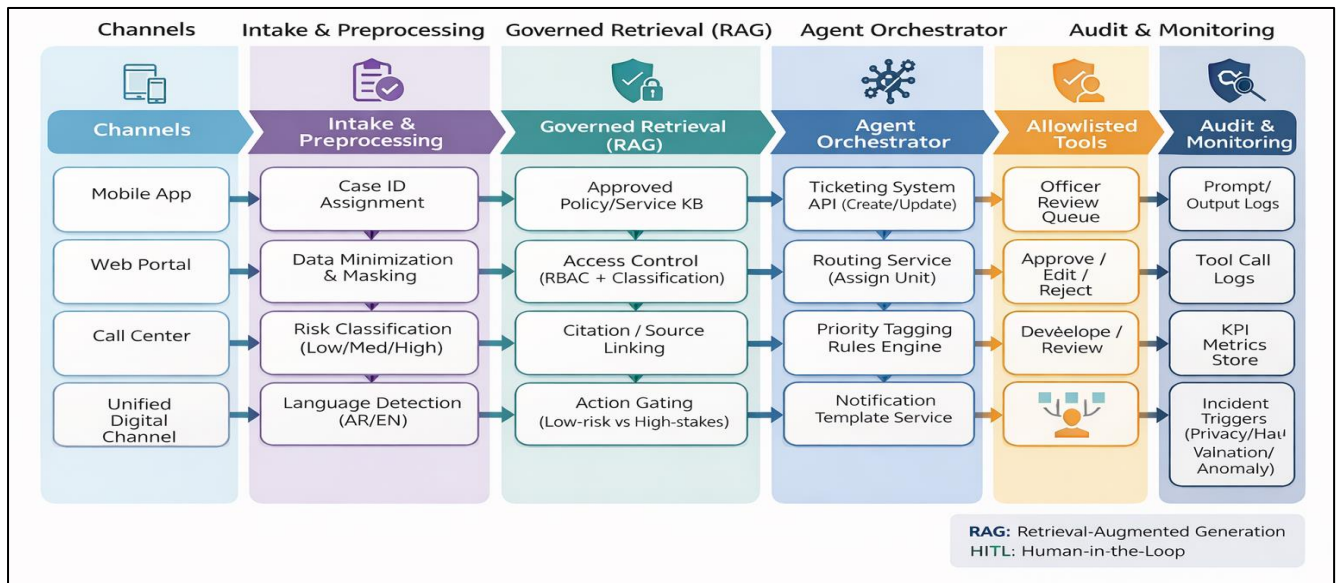 Channels
Intake & Preprocessing
Governed Retrieval (RAG)
Agent Orchestrator
Audit & Monitoring
Channels
Intake &
Preprocessing
Governed Retrieval
(RAG)
Agent
Orchestrator
Allowlisted
Tools
Audit &
Monitoring
Mobile App
Web Portal
Call Center
Unified
Digital
Channel
Case ID
Assignment
Data Minimization
& Masking
Risk Classification
(Low/Med/High)
Language Detection
(AR/EN)
Approved
Policy/Service KB
Access Control
(RBAC + Classification)
Citation / Source
Linking
Action Gating
(Low-risk vs High-stakes)
Ticketing System
API (Create/Update)
Routing Service
(Assign Unit)
Priority Tagging
Rules Engine
Notification
Template Service
Officer
Review
Queue
Approve /
Edit /
Reject
Devėelope /
Review
Prompt/
Output Logs
Tool Call
Logs
KPI
Metrics
Store
Incident
Triggers
(Privacy/Haų
Valnation/
Anomaly)
RAG: Retrieval-Augmented Generation
HITL: Human-in-the-Loop